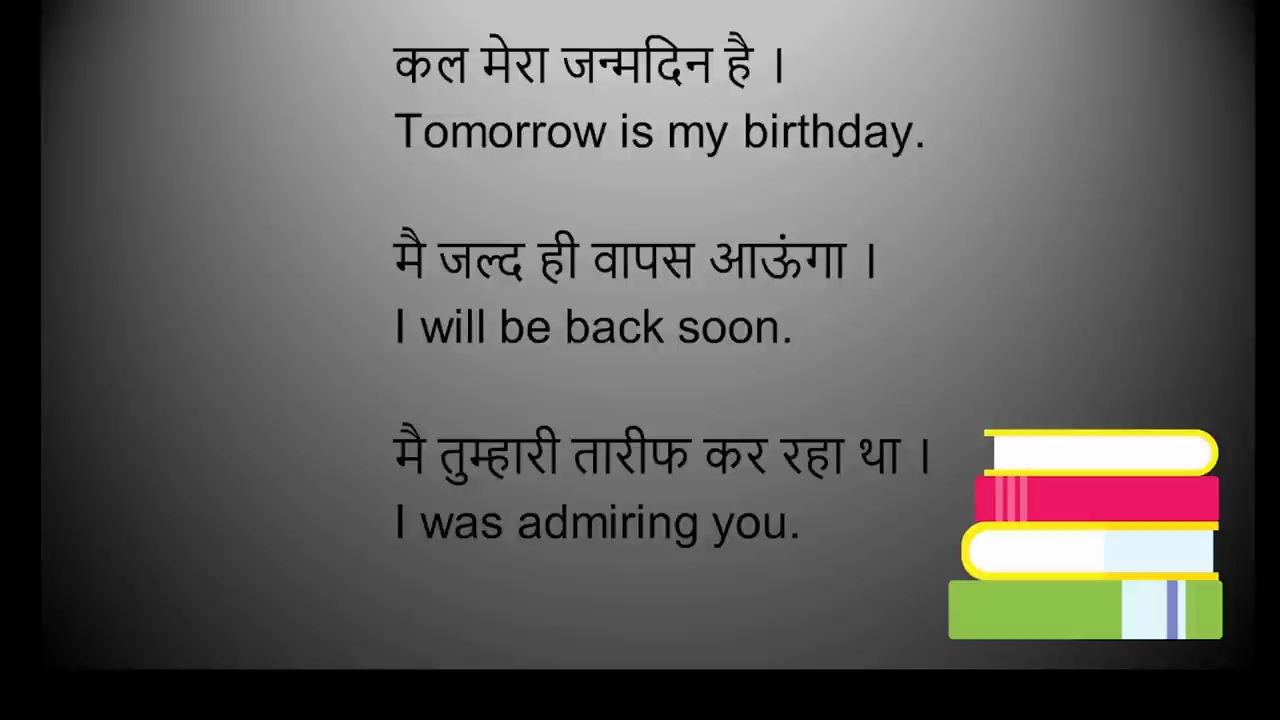 कल मेरा जन्मदिन है ।
Tomorrow is my birthday.
मै जल्द ही वापस आऊंगा ।
I will be back soon.
मै तुम्हारी तारीफ कर रहा था ।
I was admiring you.